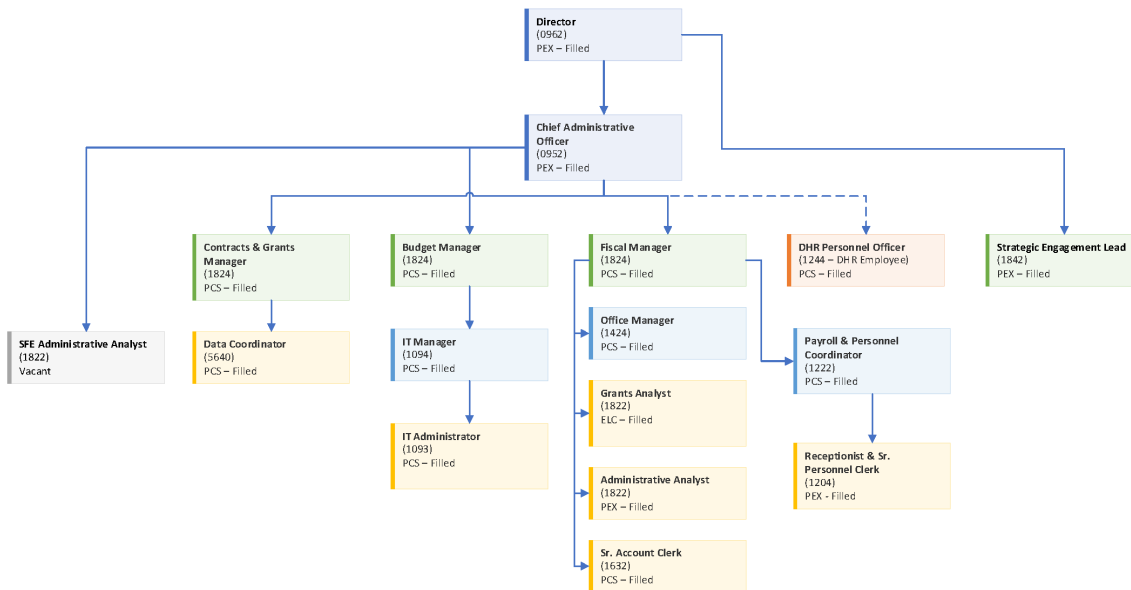 Director
(0962)
PEX – Filled
Chief Administrative
Officer
(0952)
PEX – Filled
Contracts & Grants
Manager
(1824)
PCS – Filled
Budget Manager
(1824)
PCS – Filled
Fiscal Manager
(1824)
PCS – Filled
DHR Personnel Officer
(1244 – DHR Employee)
PCS – Filled
Strategic Engagement Lead
(1842)
PEX – Filled
SFE Administrative Analyst
(1822)
Vacant
Data Coordinator
(5640)
PCS – Filled
IT Manager
(1094)
PCS – Filled
Office Manager
(1424)
PCS – Filled
Payroll & Personnel
Coordinator
(1222)
PCS – Filled
Grants Analyst
(1822)
ELC – Filled
IT Administrator
(1093)
PCS – Filled
Receptionist & Sr.
Personnel Clerk
(1204)
PEX - Filled
Administrative Analyst
(1822)
PEX – Filled
Sr. Account Clerk
(1632)
PCS – Filled